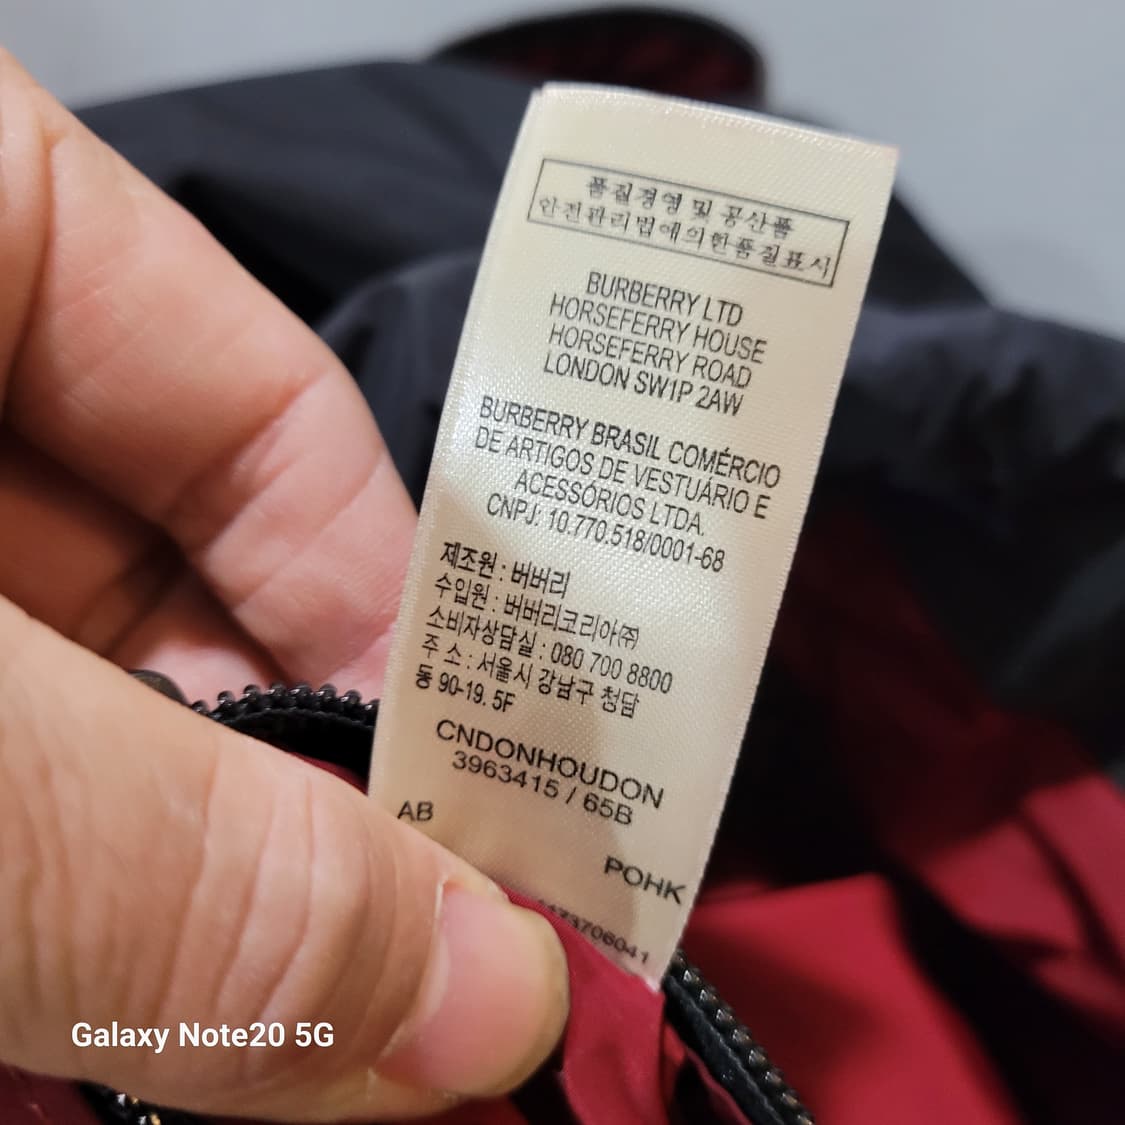 품질경영 및 공산품
안전관리법에의한품질표시
BURBERRY LTD
HORSEFERRY HOUSE
HORSEFERRY ROAD
LONDON SW1P 2AW
BURBERRY BRASIL COMÉRCIO
DE ARTIGOS DE VESTUÁRIO E
ACESSÓRIOS LTDA.
CNPJ: 10.770.518/0001-68
제조원 : 버버리
수입원 : 버버리코리아㈜
소비자상담실 : 080 700 8800
주 소 : 서울시 강남구 청담
동 90-19. 5F
CNDONHOUDON
3963415 / 65B
AB
POHK
Galaxy Note20 5G